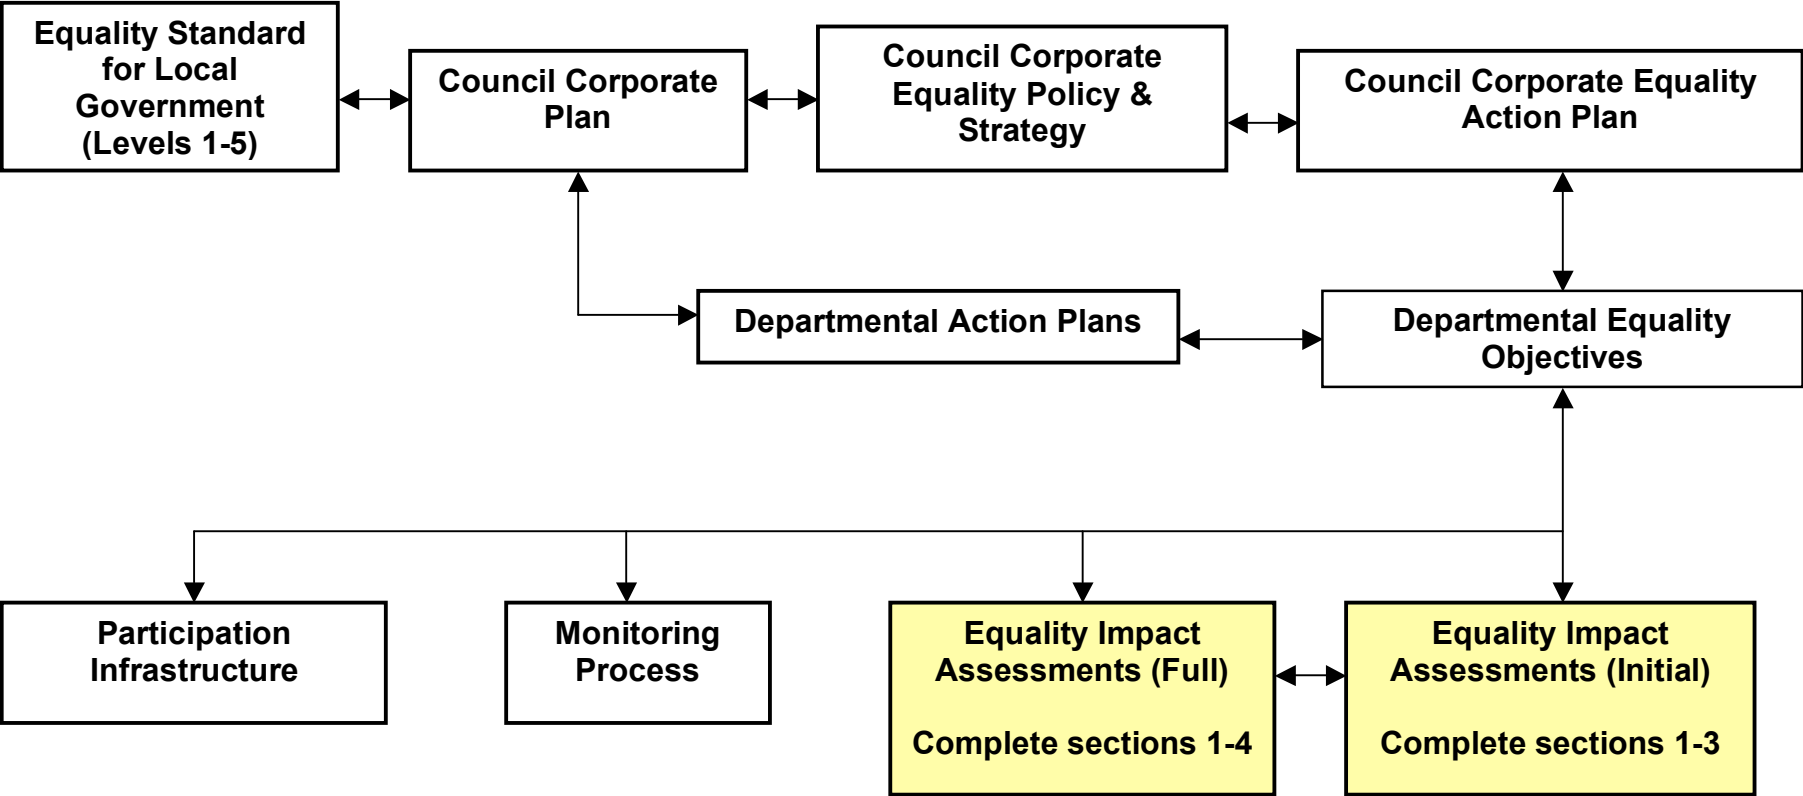 Equality Standard
for Local
Government
(Levels 1-5)
Council Corporate
Plan
Council Corporate
Equality Policy &
Strategy
Council Corporate Equality
Action Plan
Departmental Action Plans
Departmental Equality
Objectives
Participation
Infrastructure
Monitoring
Process
Equality Impact
Assessments (Full)
Complete sections 1-4
Equality Impact
Assessments (Initial)
Complete sections 1-3